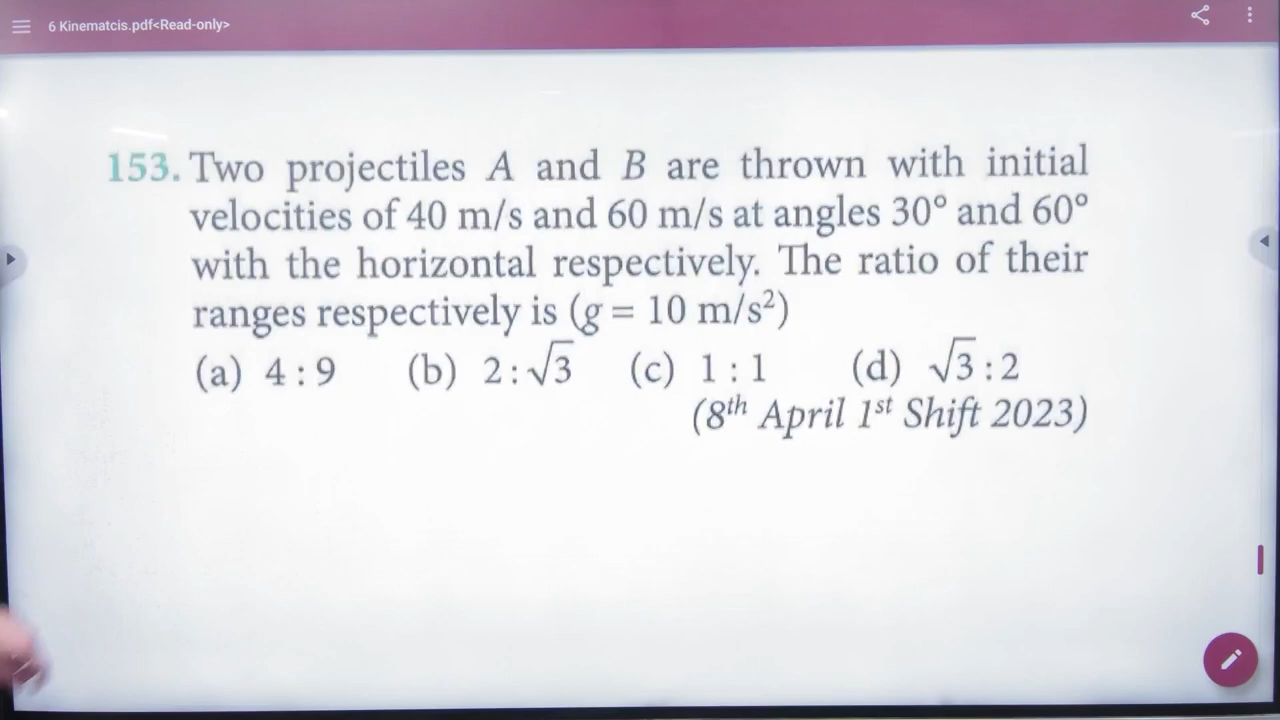 6 Kinematcis.pdf<Read-only>
153. Two projectiles A and B are thrown with initial
velocities of 40 m/s and 60 m/s at angles 30° and 60°
with the horizontal respectively. The ratio of their
ranges respectively is (g = 10 m/s²)
(a) 4 : 9 (b) 2 : √3 (c) 1 : 1 (d) √3 : 2
(8th April 1st Shift 2023)